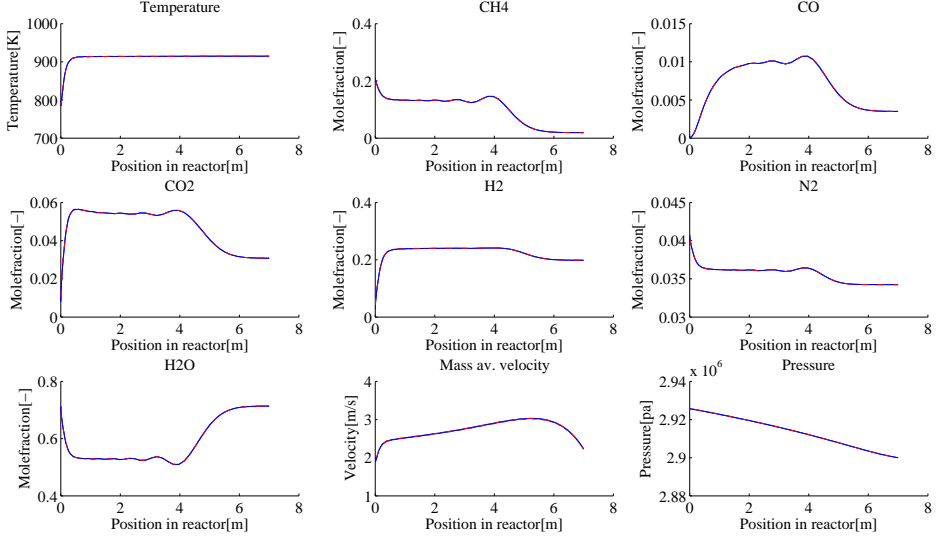 Temperature CH4 CO
1000 0.4 0.015
900 0.01
0.2
800 0.005
700 0 0
0 2 4 6 8 0 2 4 6 8 0 2 4 6 8
Temperature[K] Molefraction[−] Molefraction[−]
Position in reactor[m] Position in reactor[m] Position in reactor[m]
CO2 H2 N2
0.06 0.4 0.045
0.04 0.04
0.2
0.02 0.035
0 0 0.03
0 2 4 6 8 0 2 4 6 8 0 2 4 6 8
Molefraction[−] Molefraction[−] Molefraction[−]
Position in reactor[m] Position in reactor[m] Position in reactor[m]
H2O Mass av. velocity Pressure
x 10^6
0.8 4 2.94
3 2.92
0.6
2 2.9
0.4 1 2.88
0 2 4 6 8 0 2 4 6 8 0 2 4 6 8
Molefraction[−] Velocity[m/s] Pressure[pa]
Position in reactor[m] Position in reactor[m] Position in reactor[m]